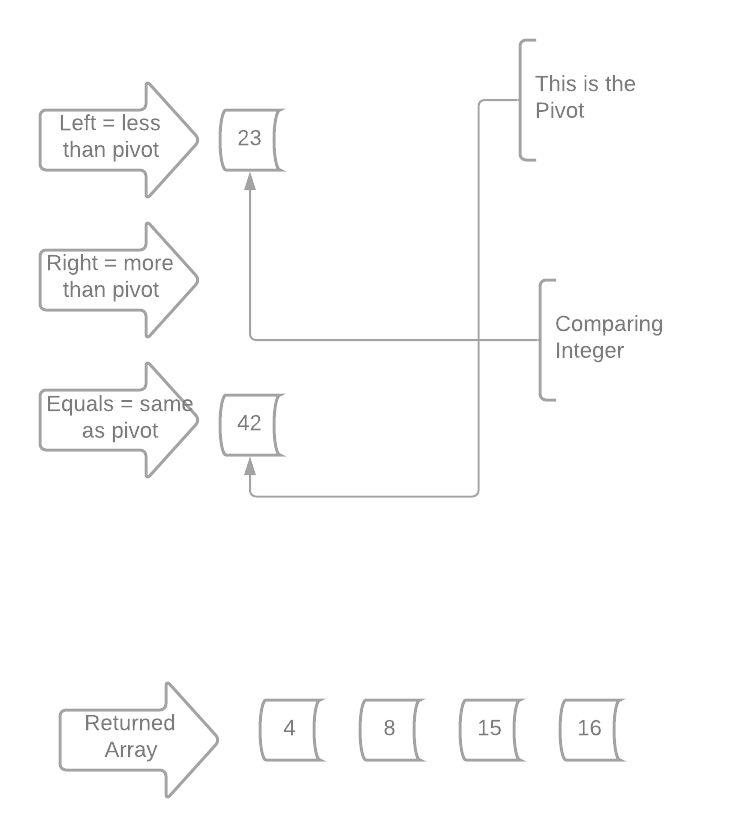 This is the
Pivot
Left = less
than pivot
23
Right = more
than pivot
Comparing
Integer
Equals = same
as pivot
42
Returned
Array
4
8
15
16